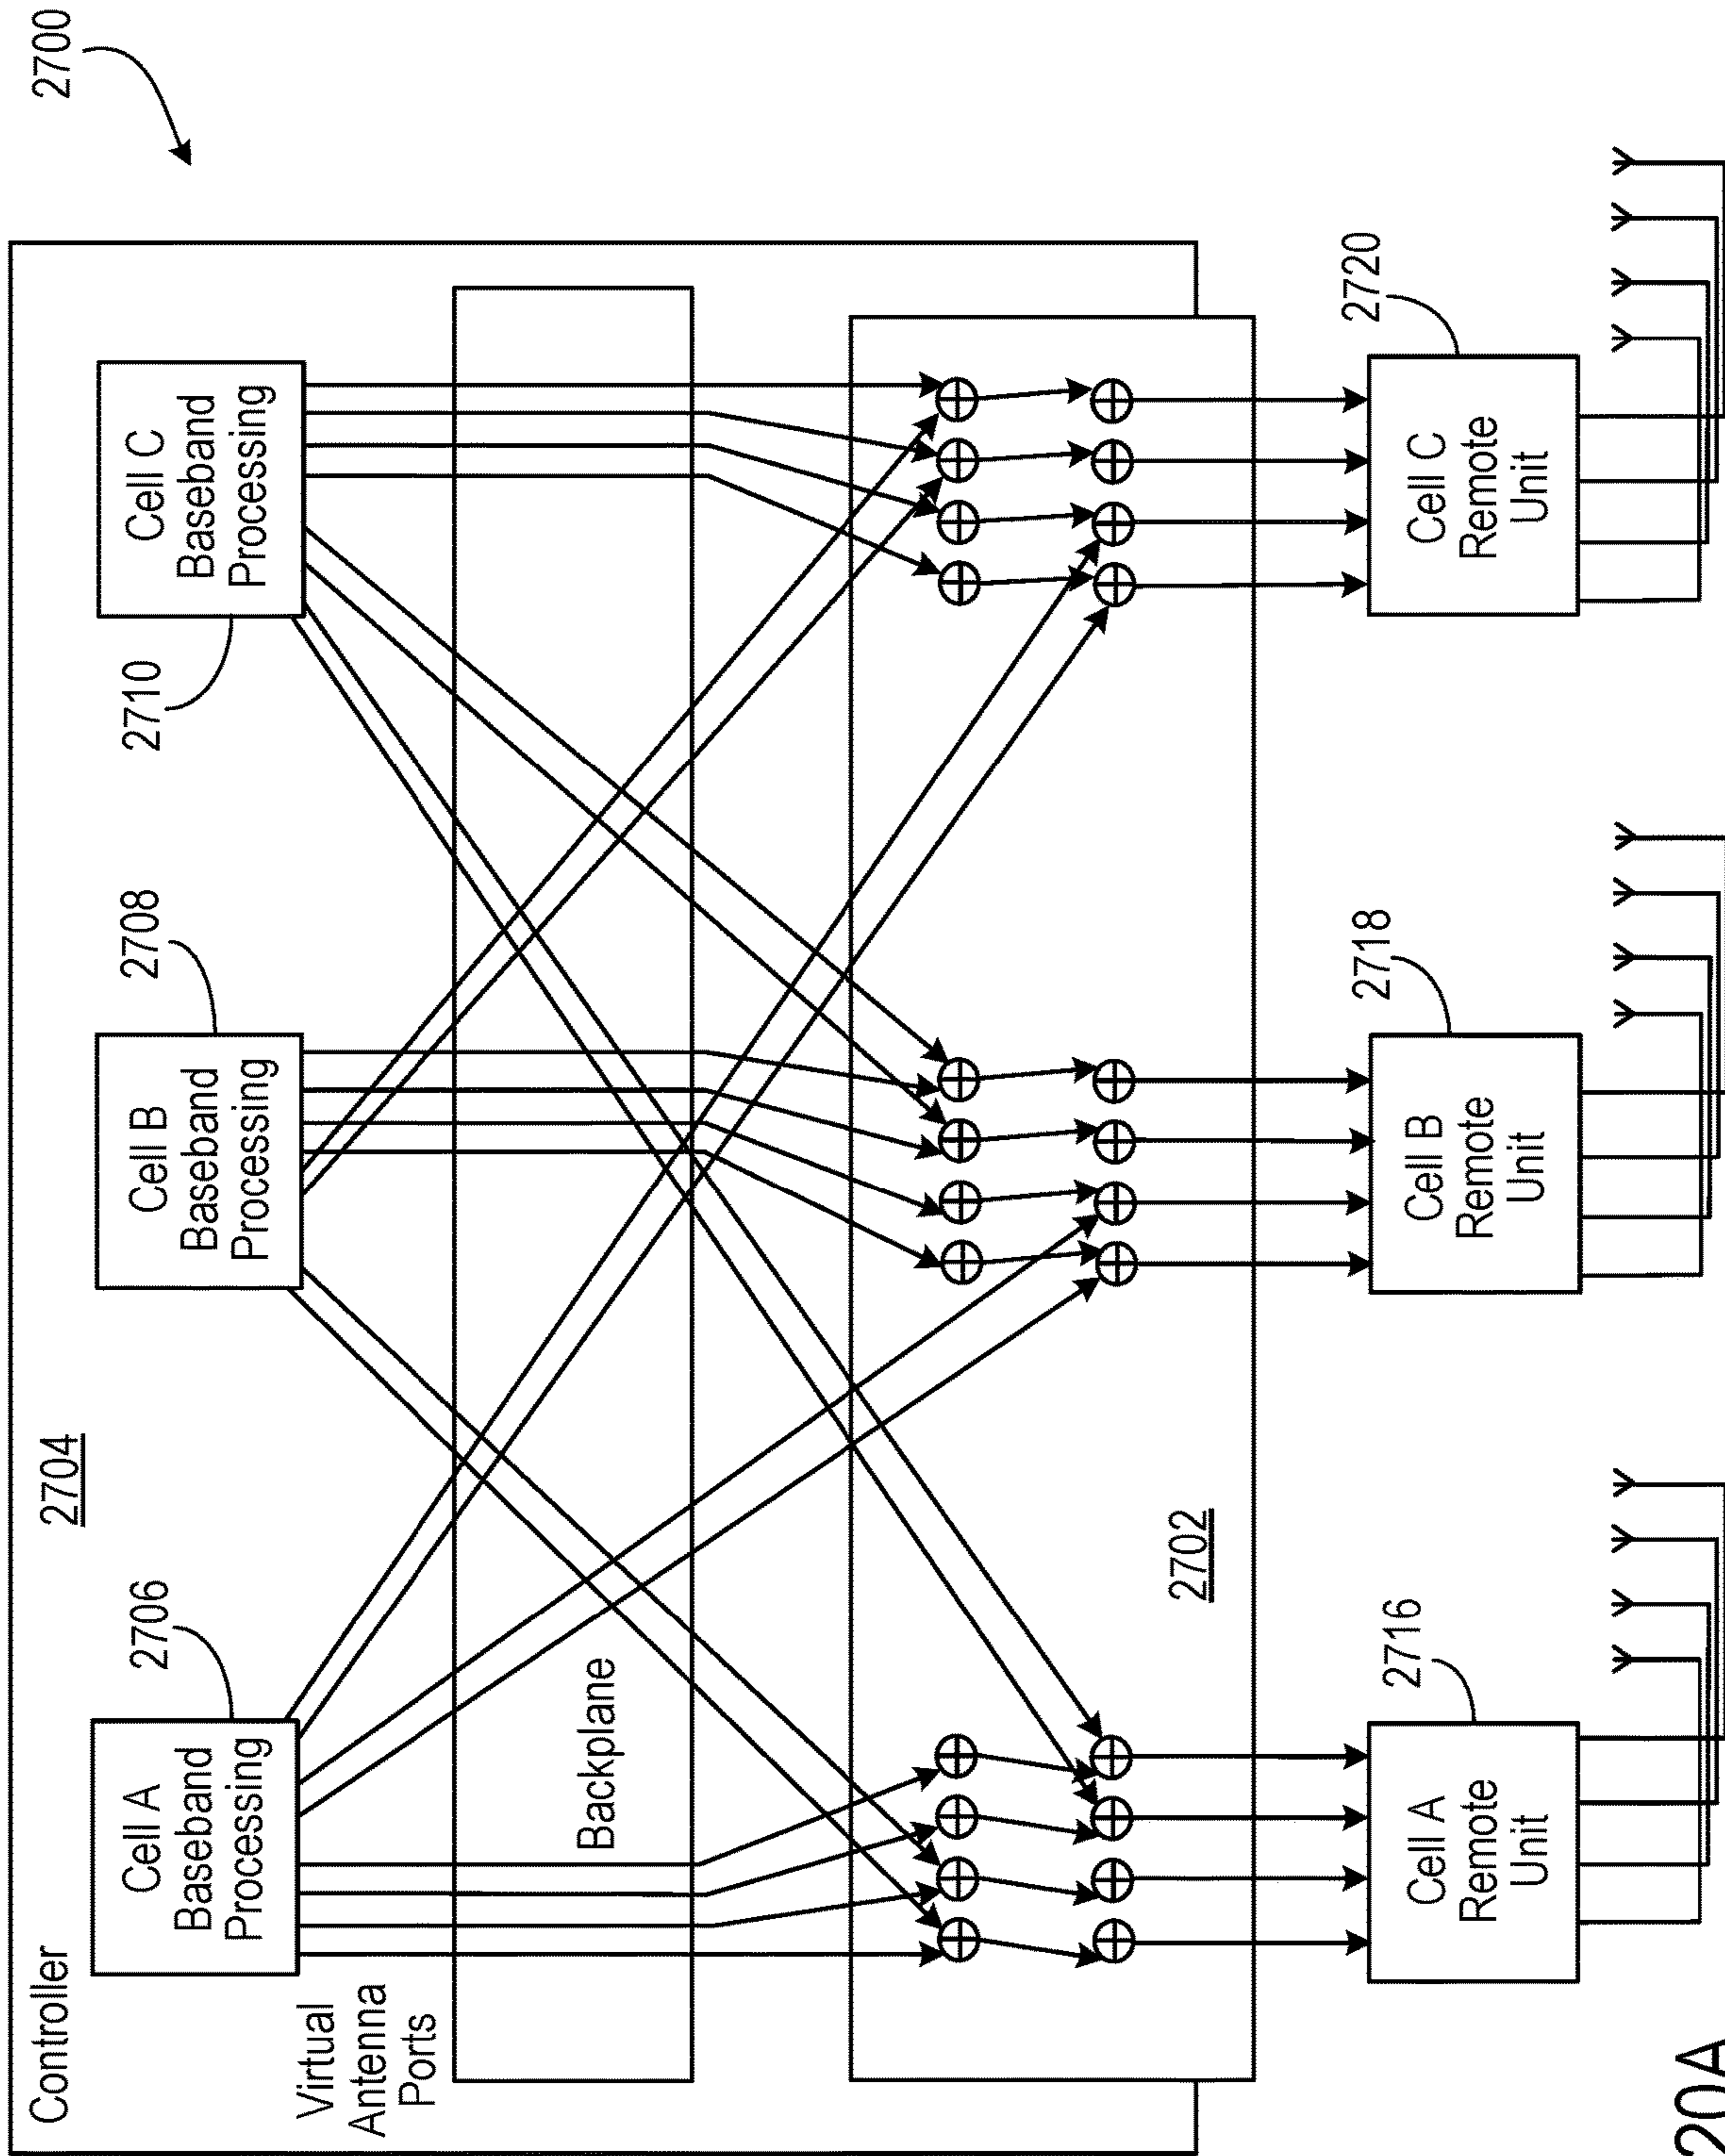 2700
Controller
2704
2706
2708
2710
Cell A
Baseband
Processing
Cell B
Baseband
Processing
Cell C
Baseband
Processing
Virtual
Antenna
Ports
Backplane
2702
2716
2718
2720
Cell A
Remote
Unit
Cell B
Remote
Unit
Cell C
Remote
Unit
20A